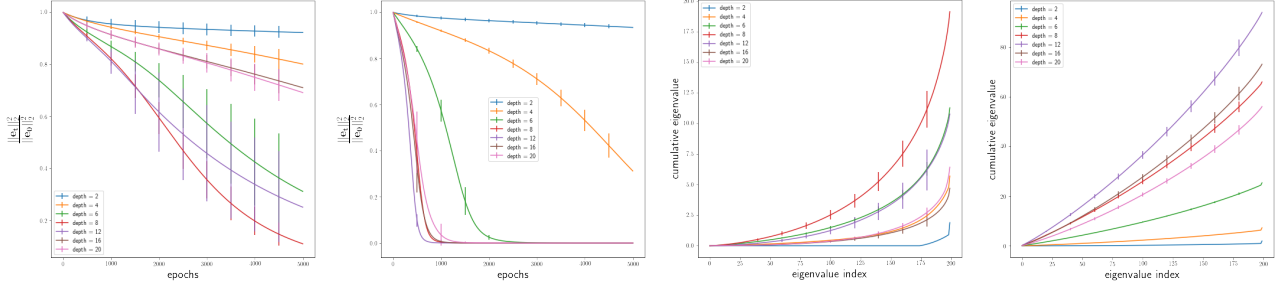 1.0
0.8
0.6
0.4
0.2
||e_t||_2^2
||e_0||_2^2
depth = 2
depth = 4
depth = 6
depth = 8
depth = 12
depth = 16
depth = 20
0
1000
2000
3000
4000
5000
epochs
1.0
0.8
0.6
0.4
0.2
0.0
||e_t||_2^2
||e_0||_2^2
depth = 2
depth = 4
depth = 6
depth = 8
depth = 12
depth = 16
depth = 20
0
1000
2000
3000
4000
5000
epochs
20.0
17.5
15.0
12.5
10.0
7.5
5.0
2.5
0.0
cumulative eigenvalue
depth = 2
depth = 4
depth = 6
depth = 8
depth = 12
depth = 16
depth = 20
0
25
50
75
100
125
150
175
200
eigenvalue index
80
60
40
20
0
cumulative eigenvalue
depth = 2
depth = 4
depth = 6
depth = 8
depth = 12
depth = 16
depth = 20
0
25
50
75
100
125
150
175
200
eigenvalue index